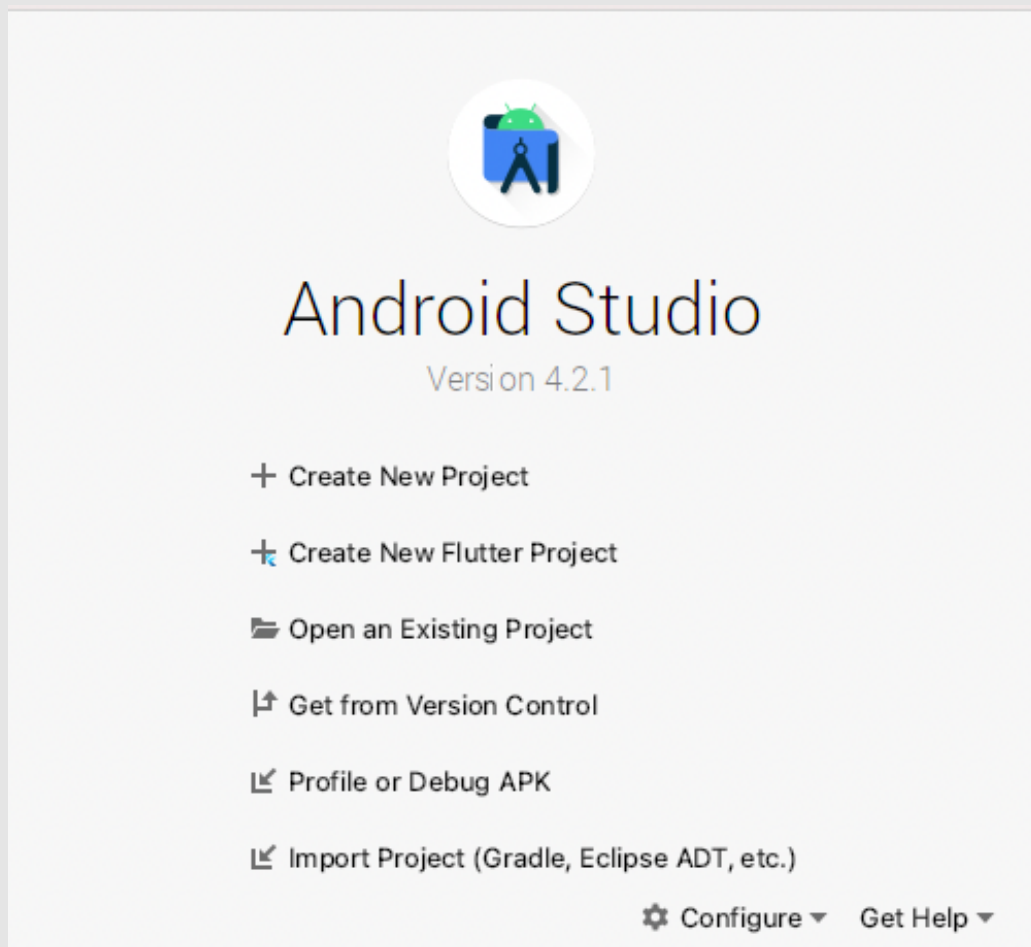 Android Studio
Version 4.2.1
Create New Project
Create New Flutter Project
Open an Existing Project
Get from Version Control
Profile or Debug APK
Import Project (Gradle, Eclipse ADT, etc.)
Configure Get Help